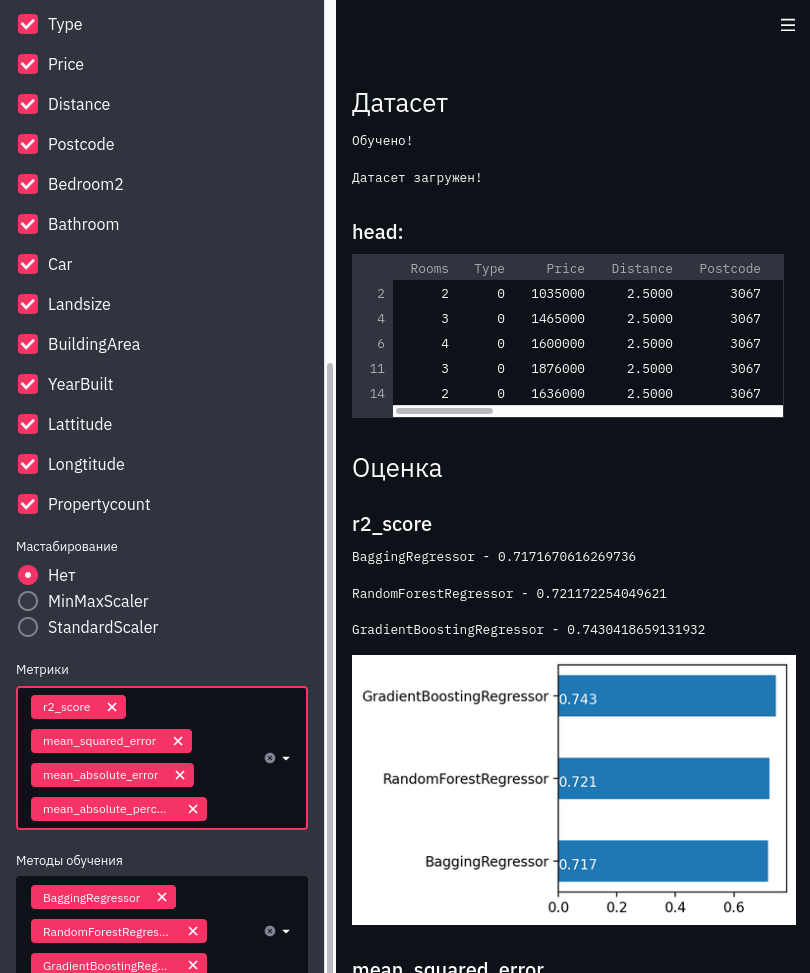 Type
Price
Distance
Postcode
Bedroom2
Bathroom
Car
Landsize
BuildingArea
YearBuilt
Lattitude
Longtitude
Propertycount
Мастабирование
Нет
MinMaxScaler
StandardScaler
Метрики
r2_score
mean_squared_error
mean_absolute_error
mean_absolute_perc...
Методы обучения
BaggingRegressor
RandomForestRegres...
GradientBoostingReg...
Датасет
Обучено!
Датасет загружен!
head:
Rooms Type Price Distance Postcode
2 2 0 1035000 2.5000 3067
4 3 0 1465000 2.5000 3067
6 4 0 1600000 2.5000 3067
11 3 0 1876000 2.5000 3067
14 2 0 1636000 2.5000 3067
Оценка
r2_score
BaggingRegressor - 0.7171670616269736
RandomForestRegressor - 0.721172254049621
GradientBoostingRegressor - 0.7430418659131932
GradientBoostingRegressor 0.743
RandomForestRegressor 0.721
BaggingRegressor 0.717
0.0 0.2 0.4 0.6
mean_squared_error